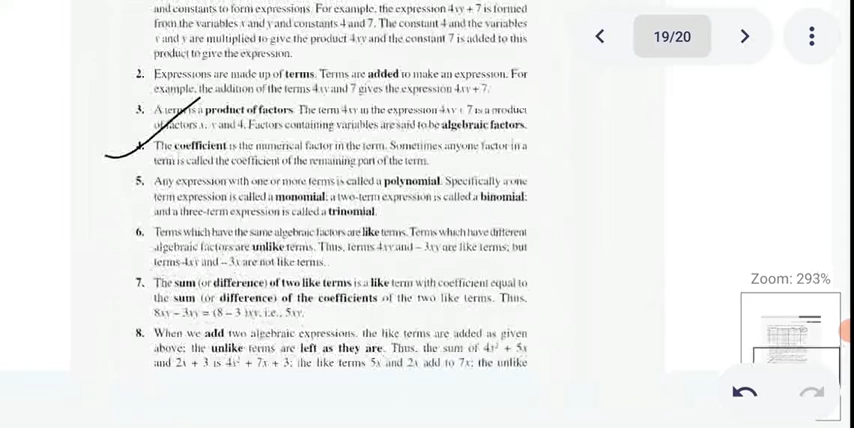 and constants to form expressions. For example, the expression 4xy + 7 is formed
from the variables x and y and constants 4 and 7. The constant 4 and the variables
x and y are multiplied to give the product 4xy and the constant 7 is added to this
product to give the expression.
2. Expressions are made up of terms. Terms are added to make an expression. For
example, the addition of the terms 4xy and 7 gives the expression 4xy + 7.
3. A term is a product of factors. The term 4xy in the expression 4xy + 7 is a product
of factors x, y and 4. Factors containing variables are said to be algebraic factors.
4. The coefficient is the numerical factor in the term. Sometimes anyone factor in a
term is called the coefficient of the remaining part of the term.
5. Any expression with one or more terms is called a polynomial. Specifically a one
term expression is called a monomial; a two-term expression is called a binomial;
and a three-term expression is called a trinomial.
6. Terms which have the same algebraic factors are like terms. Terms which have different
algebraic factors are unlike terms. Thus, terms 4xy and – 3xy are like terms; but
terms 4xy and – 3x are not like terms.
7. The sum (or difference) of two like terms is a like term with coefficient equal to
the sum (or difference) of the coefficients of the two like terms. Thus,
8xy – 3xy = (8 – 3 )xy, i.e., 5xy.
8. When we add two algebraic expressions, the like terms are added as given
above; the unlike terms are left as they are. Thus, the sum of 4x² + 5x
and 2x + 3 is 4x² + 7x + 3; the like terms 5x and 2x add to 7x; the unlike
19/20
Zoom: 293%